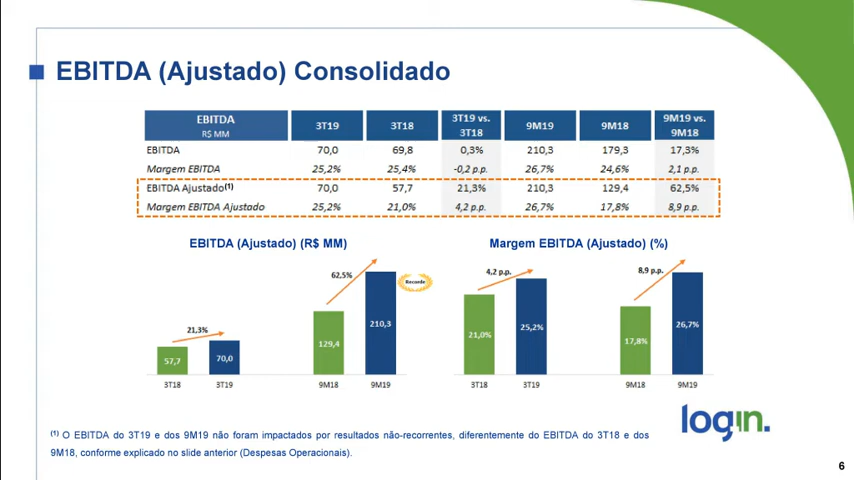 EBITDA (Ajustado) Consolidado
EBITDA R$ MM 3T19 3T18 3T19 vs. 3T18 9M19 9M18 9M19 vs. 9M18
EBITDA 70,0 69,8 0,3% 210,3 179,3 17,3%
Margem EBITDA 25,2% 25,4% -0,2 p.p. 26,7% 24,6% 2,1 p.p.
EBITDA Ajustado(1) 70,0 57,7 21,3% 210,3 129,4 62,5%
Margem EBITDA Ajustado 25,2% 21,0% 4,2 p.p. 26,7% 17,8% 8,9 p.p.
EBITDA (Ajustado) (R$ MM)
21,3%
57,7 70,0
3T18 3T19
62,5%
Recorde
129,4 210,3
9M18 9M19
Margem EBITDA (Ajustado) (%)
4,2 p.p.
21,0% 25,2%
3T18 3T19
8,9 p.p.
17,8% 26,7%
9M18 9M19
login.
(1) O EBITDA do 3T19 e dos 9M19 não foram impactados por resultados não-recorrentes, diferentemente do EBITDA do 3T18 e dos
9M18, conforme explicado no slide anterior (Despesas Operacionais).
6